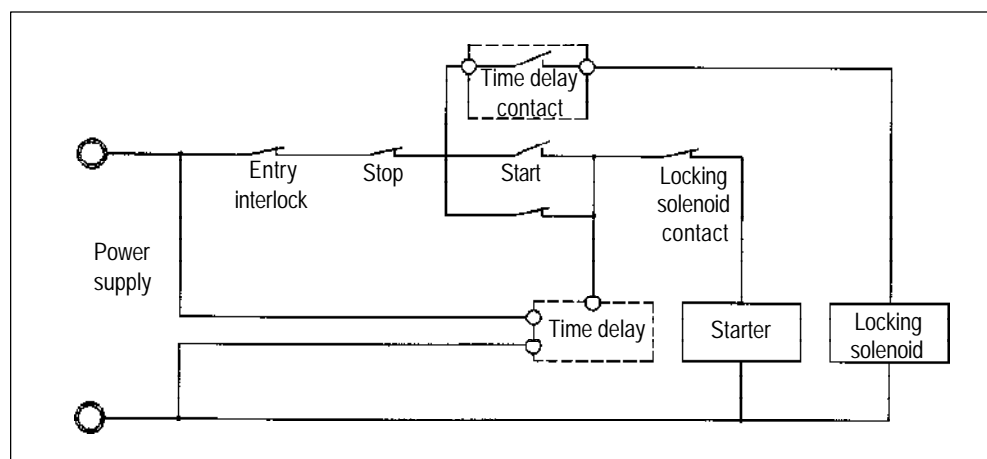 Time delay
contact
Entry
interlock
Stop
Start
Locking
solenoid
contact
Power
supply
Time delay
Starter
Locking
solenoid